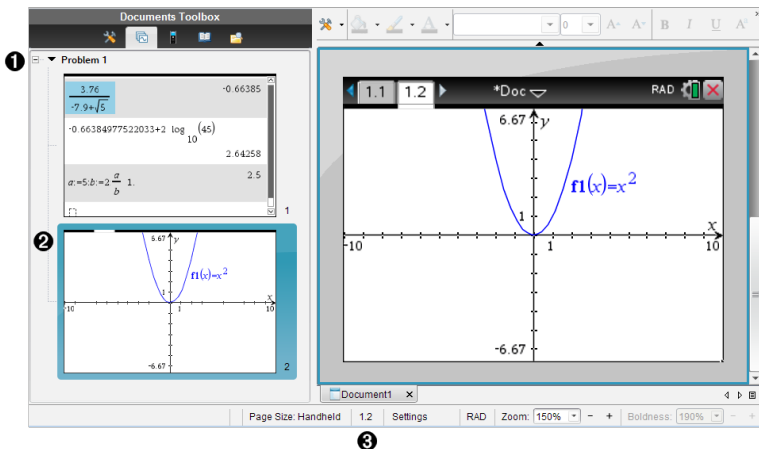 Documents Toolbox
0
A
B I U
❶
Problem 1
3.76
-7.9+√5
-0.66385
-0.66384977522033+2 log10(45)
2.64258
a:=5:b:=2 a/b 1.
2.5
1
❷
6.67 y
f1(x)=x²
1
x
-10
1
10
-6.67
2
1.1 1.2 *Doc RAD
6.67 y
f1(x)=x²
1
x
-10
1
10
-6.67
Document1
Page Size: Handheld 1.2 Settings RAD Zoom: 150% - + Boldness: 190% - +
❸